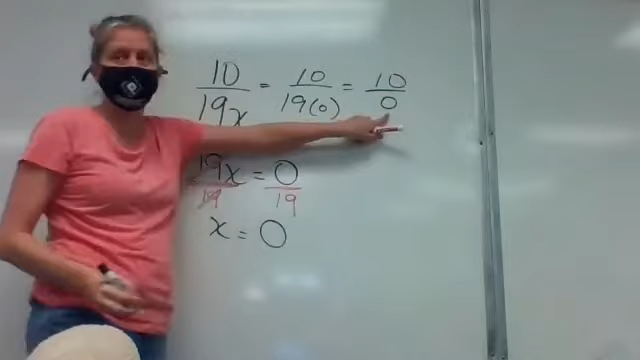 10/19x = 10/19(0) = 10/0
19x/19 = 0/19
x = 0